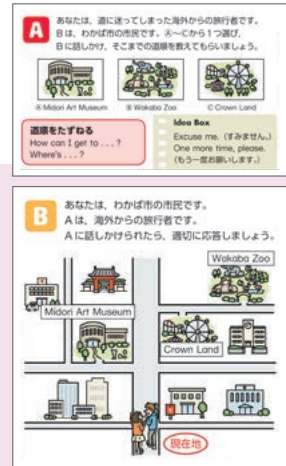 A
あなたは、道に迷ってしまった海外からの旅行者です。
Bは、わかば市の市民です。Ⓐ〜Ⓒから1つ選び、
Bに話しかけ、そこまでの道順を教えてもらいましょう。
Ⓐ Midori Art Museum
Ⓑ Wakaba Zoo
Ⓒ Crown Land
道順をたずねる
How can I get to . . . ?
Where's . . . ?
Idea Box
Excuse me.（すみません。）
One more time, please.
（もう一度お願いします。）
B
あなたは、わかば市の市民です。
Aは、海外からの旅行者です。
Aに話しかけられたら、適切に応答しましょう。
Wakaba Zoo
Midori Art Museum
Crown Land
現在地